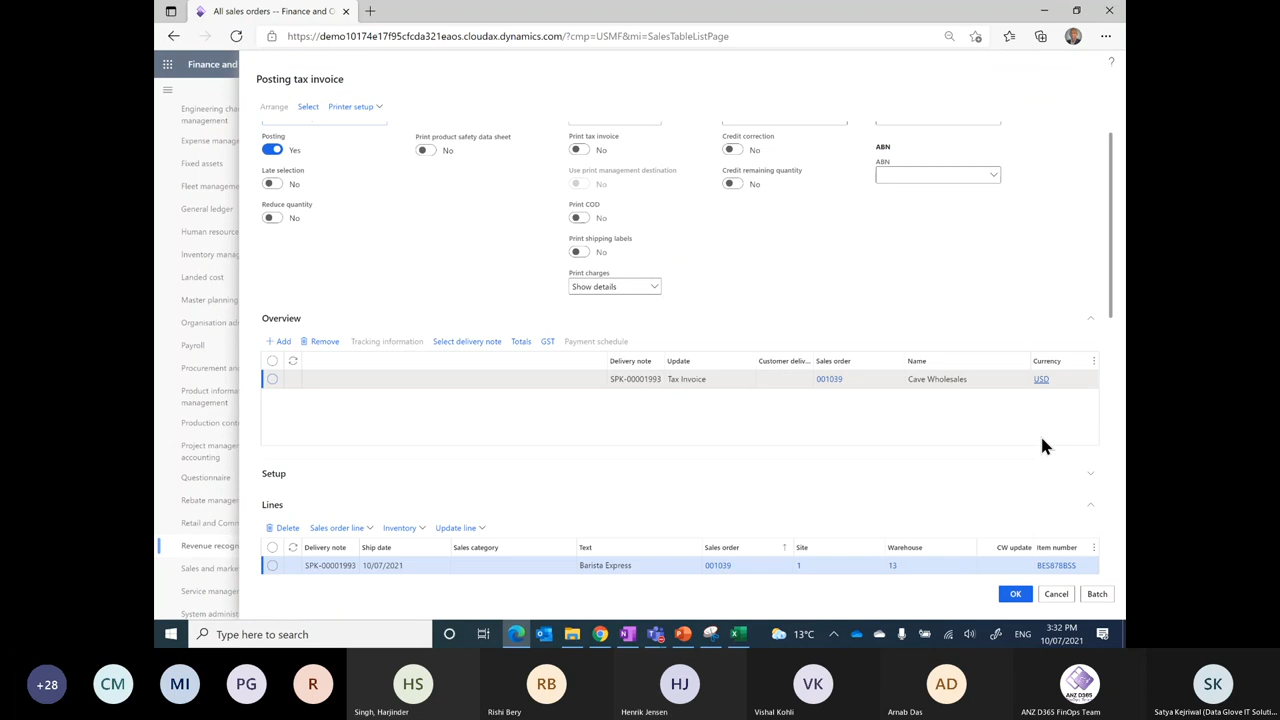 All sales orders -- Finance and O
https://demo10174e17f95cfcda321eaos.cloudax.dynamics.com/?cmp=USMF&mi=SalesTableListPage
Finance and
Posting tax invoice
?
Arrange Select Printer setup
Engineering cha
management
Expense manage
Fixed assets
Fleet manageme
General ledger
Human resource
Inventory manag
Landed cost
Master planning
Organisation adm
Payroll
Procurement an
Product informa
management
Production cont
Project managem
accounting
Questionnaire
Rebate managem
Retail and Comm
Revenue recogn
Sales and marke
Service manage
System administ
Posting
Yes
Print product safety data sheet
No
Print tax invoice
No
Credit correction
No
ABN
ABN
Late selection
No
Use print management destination
No
Credit remaining quantity
No
Reduce quantity
No
Print COD
No
Print shipping labels
No
Print charges
Show details
Overview
+ Add Remove Tracking information Select delivery note Totals GST Payment schedule
Delivery note Update Customer deliv... Sales order Name Currency
SPK-00001993 Tax Invoice 001039 Cave Wholesales USD
Setup
Lines
Delete Sales order line Inventory Update line
Delivery note Ship date Sales category Text Sales order Site Warehouse CW update Item number
SPK-00001993 10/07/2021 Barista Express 001039 1 13 BES878BSS
OK Cancel Batch
Type here to search
13°C
ENG
3:32 PM
10/07/2021
+28 CM MI PG R HS RB HJ VK AD ANZ D365 SK
Singh, Harjinder Rishi Bery Henrik Jensen Vishal Kohli Arnab Das ANZ D365 FinOps Team Satya Kejriwal (Data Glove IT Soluti...